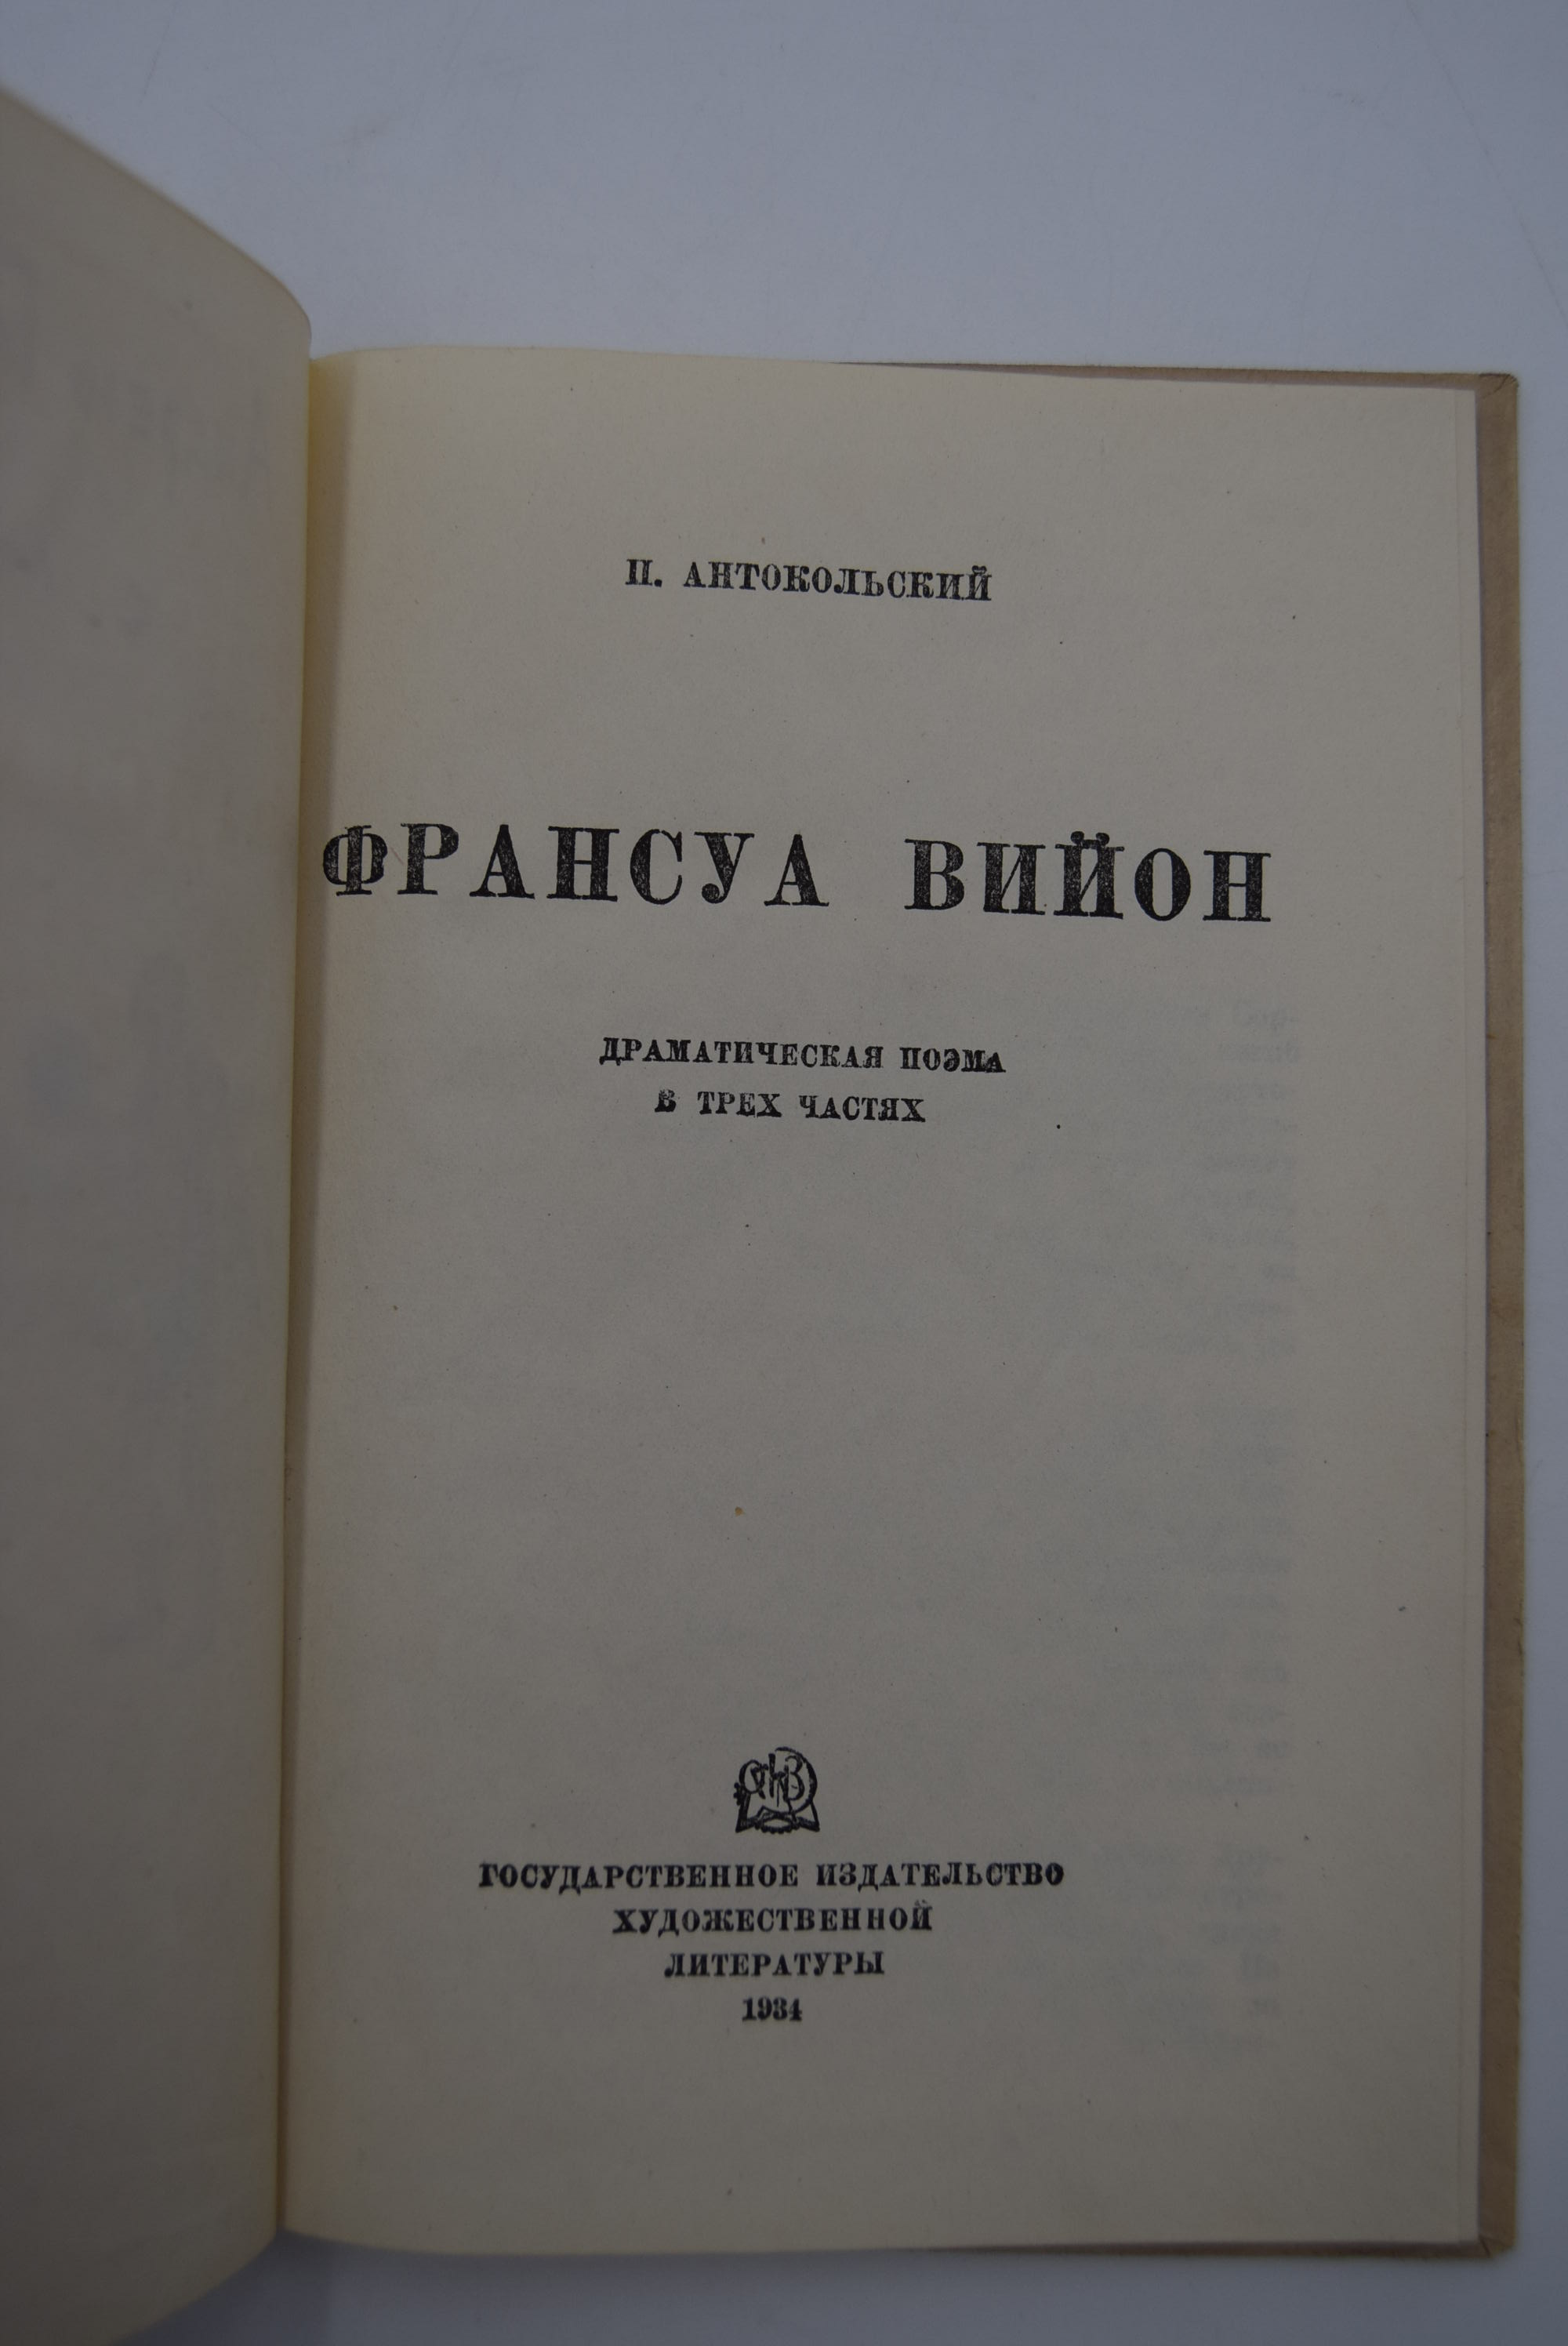 П. АНТОКОЛЬСКИЙ
ФРАНСУА ВИЙОН
ДРАМАТИЧЕСКАЯ ПОЭМА
В ТРЕХ ЧАСТЯХ
ГОСУДАРСТВЕННОЕ ИЗДАТЕЛЬСТВО
ХУДОЖЕСТВЕННОЙ
ЛИТЕРАТУРЫ
1934